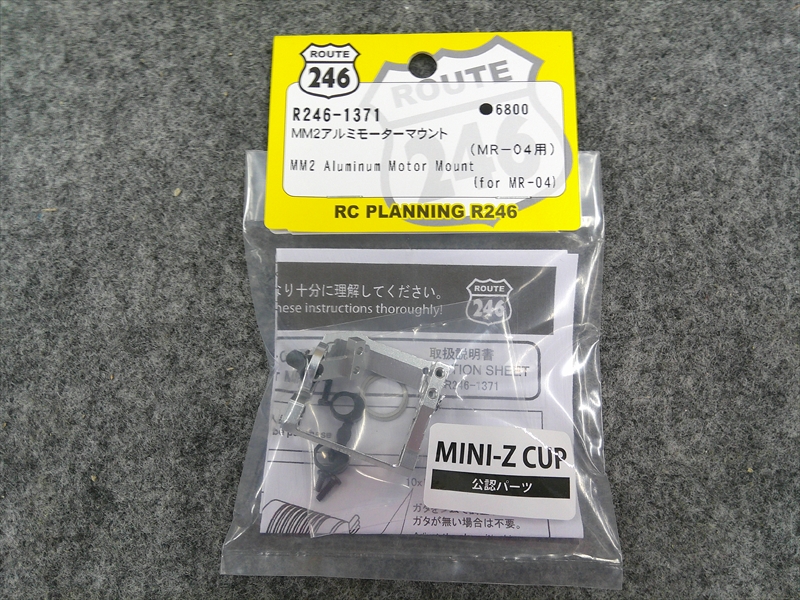 ROUTE
246
ROUTE
246
R246-1371
●6800
MM2アルミモーターマウント
(MR-04用)
MM2 Aluminum Motor Mount
(for MR-04)
RC PLANNING R246
なり十分に理解してください。
hese instructions thoroughly!
ROUTE
246
取扱説明書
TION SHEET
R246-1371
MINI-Z CUP
公認パーツ
10x
ガタが無い場合は不要。